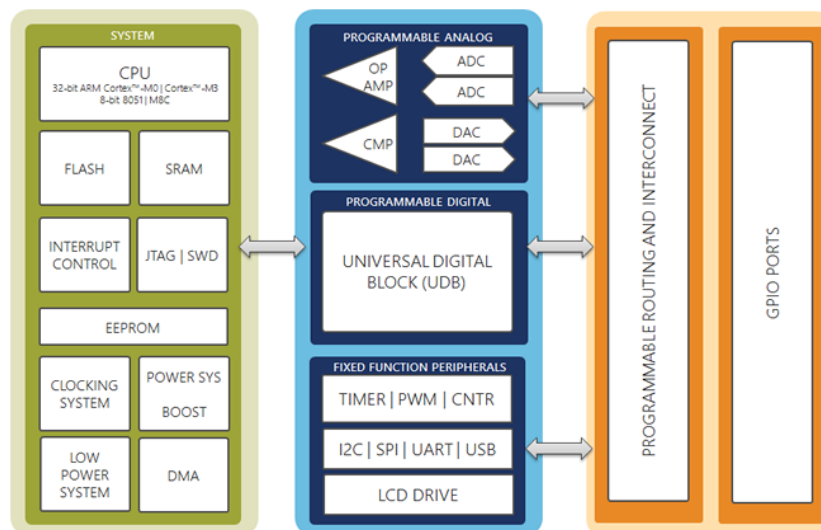 SYSTEM
CPU
32-bit ARM Cortex™-M0 | Cortex™-M3
8-bit 8051 | M8C
FLASH
SRAM
INTERRUPT
CONTROL
JTAG | SWD
EEPROM
CLOCKING
SYSTEM
POWER SYS
BOOST
LOW
POWER
SYSTEM
DMA
PROGRAMMABLE ANALOG
OP
AMP
ADC
ADC
CMP
DAC
DAC
PROGRAMMABLE DIGITAL
UNIVERSAL DIGITAL
BLOCK (UDB)
FIXED FUNCTION PERIPHERALS
TIMER | PWM | CNTR
I2C | SPI | UART | USB
LCD DRIVE
PROGRAMMABLE ROUTING AND INTERCONNECT
GPIO PORTS